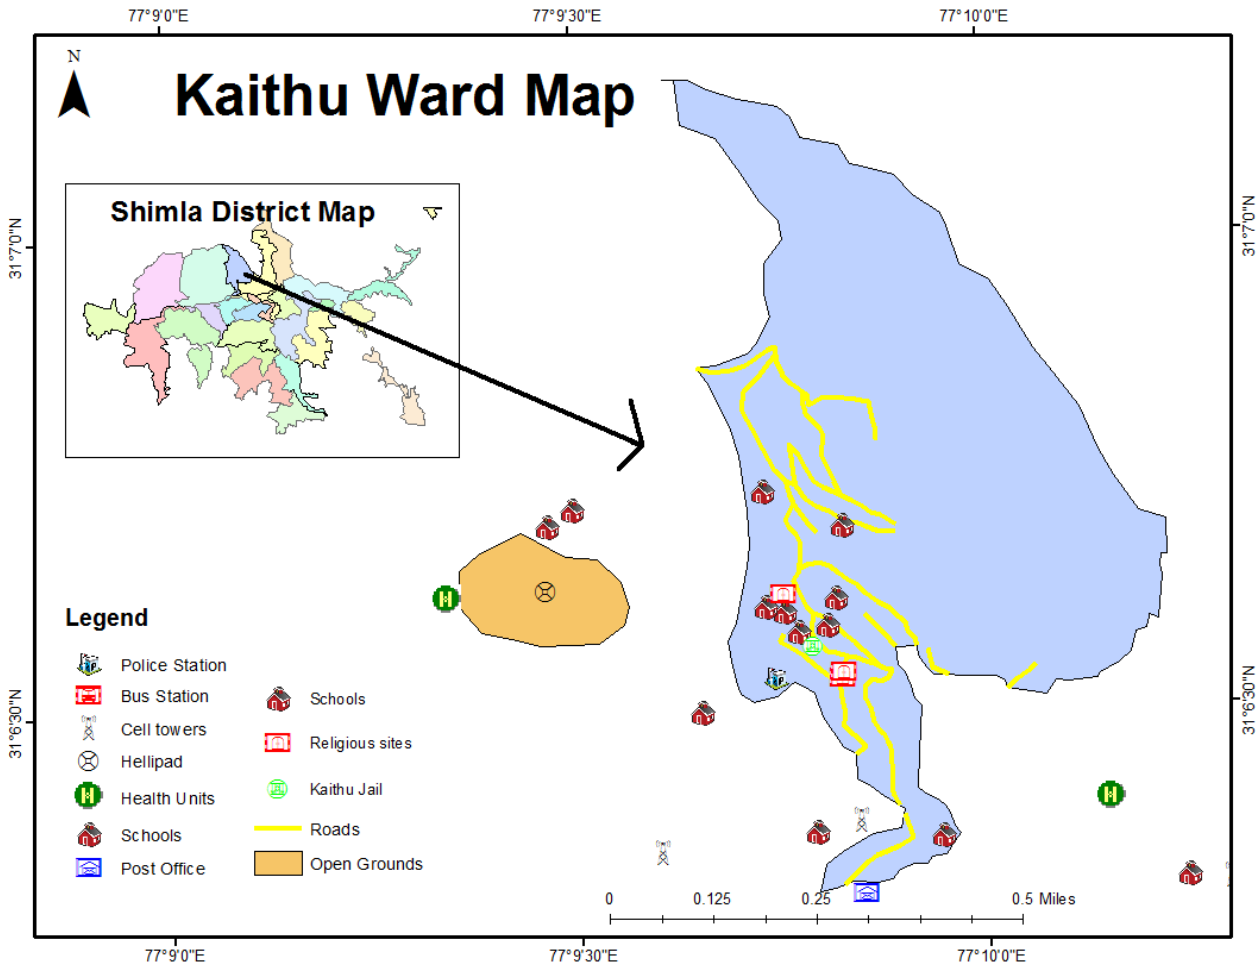 77°9'0"E 77°9'30"E 77°10'0"E
N
Kaithu Ward Map
Shimla District Map
31°7'0"N 31°7'0"N
Legend
Police Station
Bus Station
Cell towers
Hellipad
Health Units
Schools
Post Office
Schools
Religious sites
Kaithu Jail
Roads
Open Grounds
31°6'30"N 31°6'30"N
0 0.125 0.25 0.5 Miles
77°9'0"E 77°9'30"E 77°10'0"E